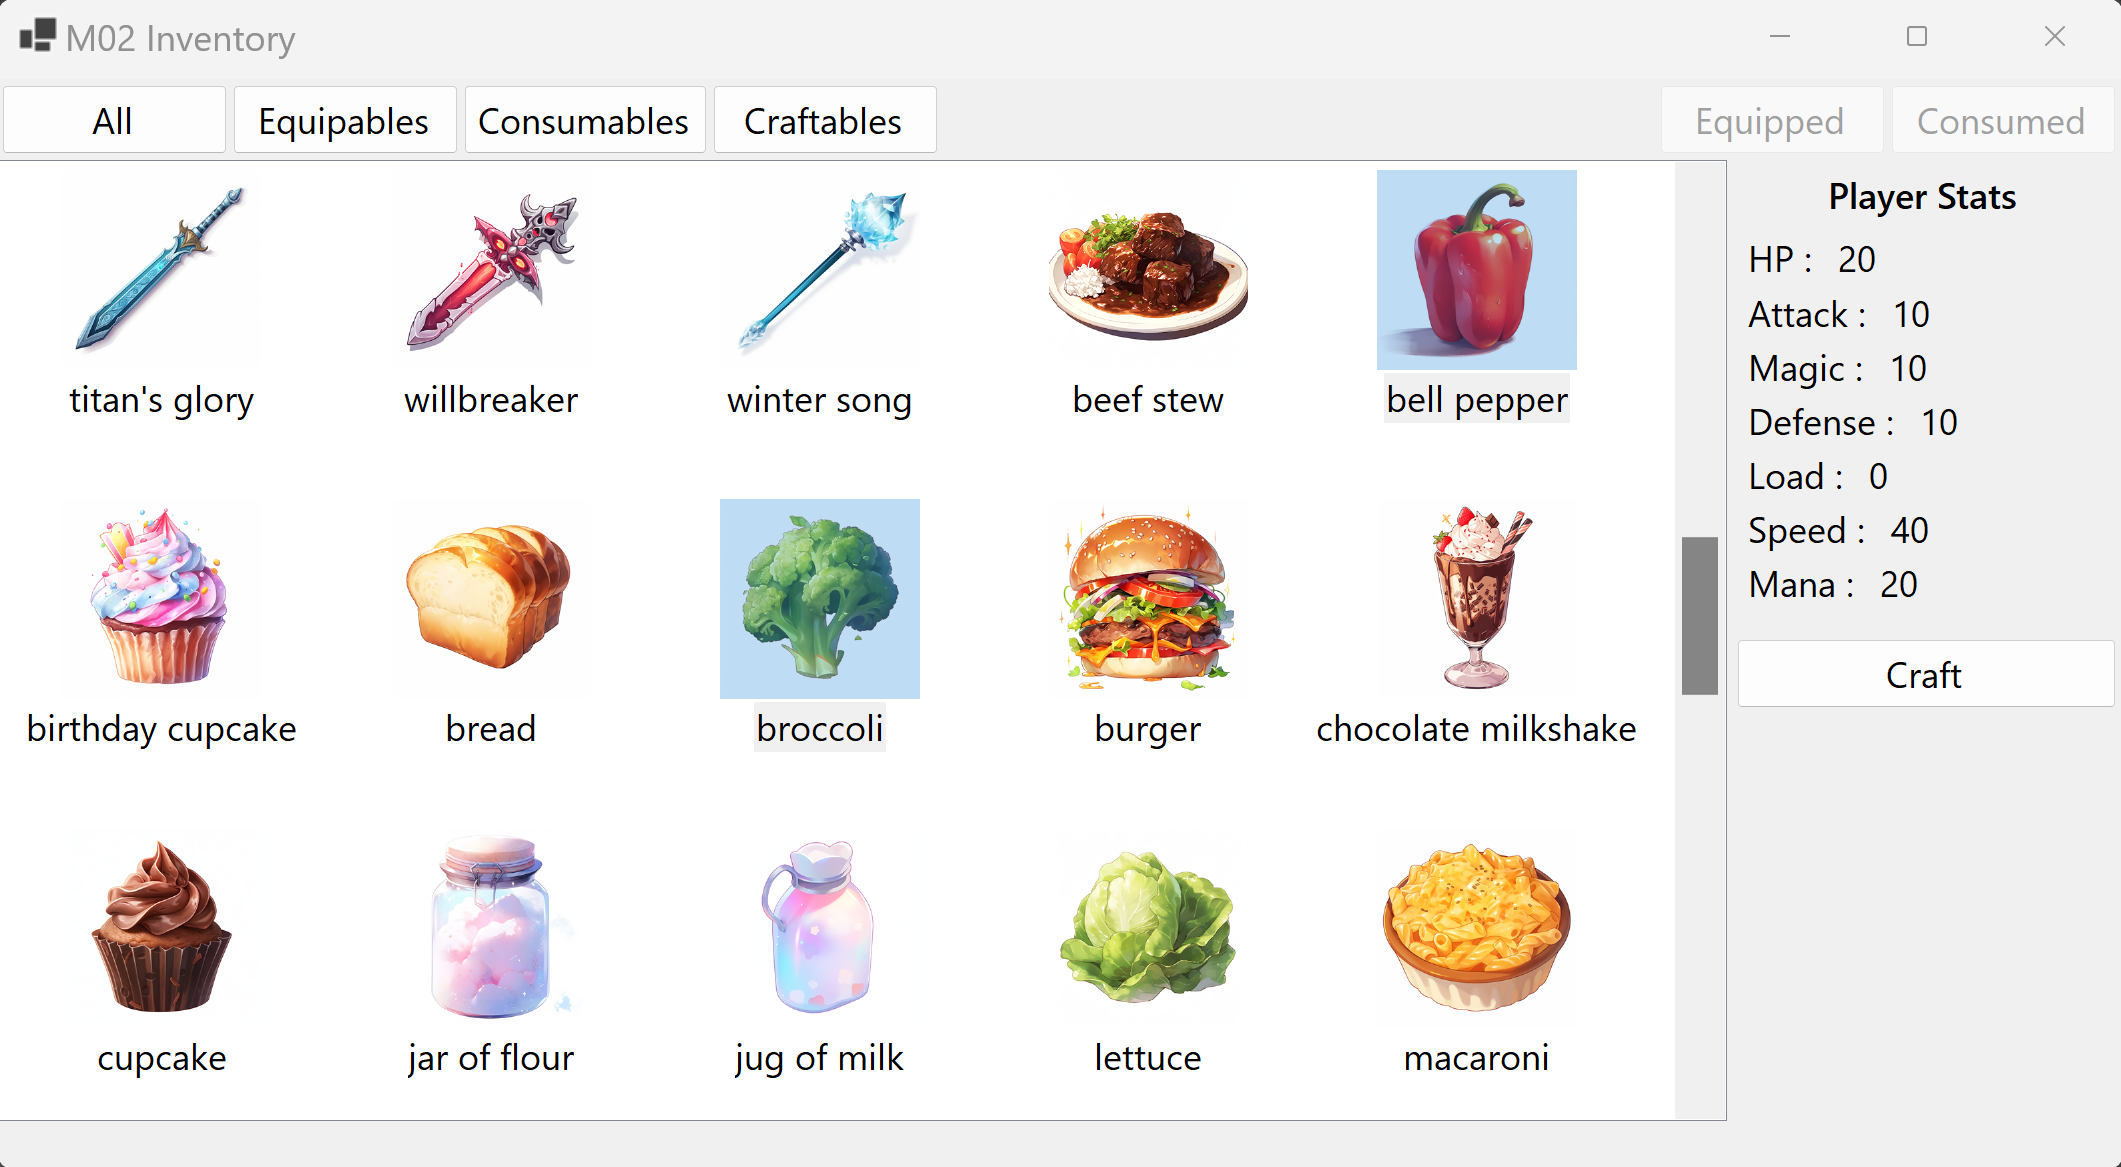 M02 Inventory
All Equipables Consumables Craftables Equipped Consumed
titan's glory willbreaker winter song beef stew bell pepper
birthday cupcake bread broccoli burger chocolate milkshake
cupcake jar of flour jug of milk lettuce macaroni
Player Stats
HP : 20
Attack : 10
Magic : 10
Defense : 10
Load : 0
Speed : 40
Mana : 20
Craft